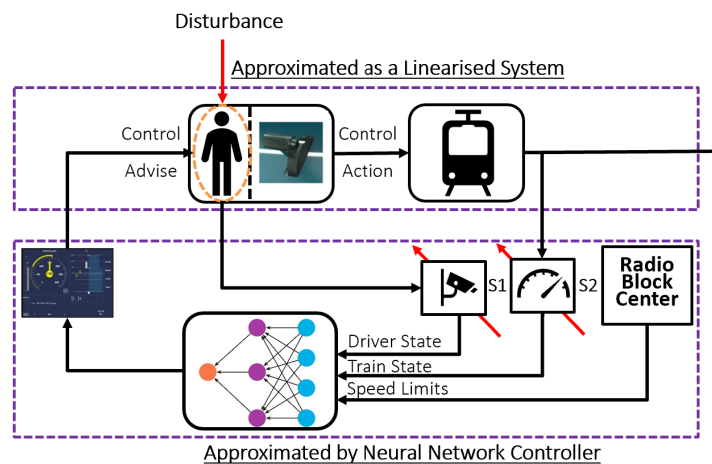 Disturbance
Approximated as a Linearised System
Control
Advise
Control
Action
S1
S2
Radio
Block
Center
Driver State
Train State
Speed Limits
Approximated by Neural Network Controller